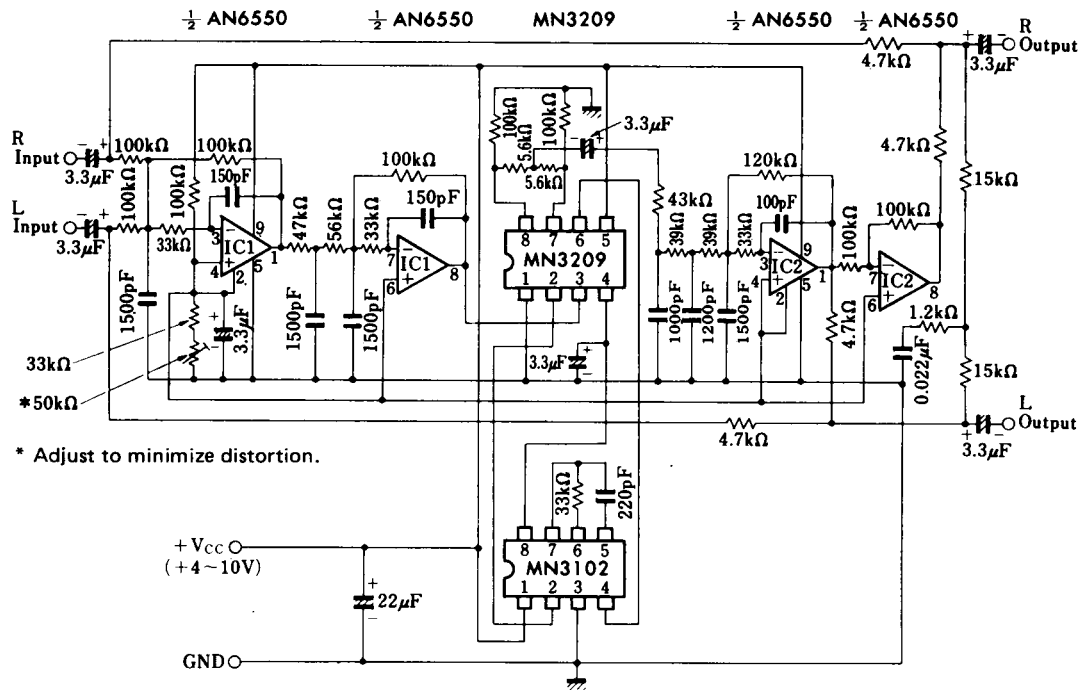 ½ AN6550
½ AN6550
MN3209
½ AN6550
½ AN6550
R
Output
3.3μF
4.7kΩ
100kΩ
5.6kΩ
100kΩ
5.6kΩ
3.3μF
R
Input
3.3μF
100kΩ
100kΩ
150pF
100kΩ
150pF
120kΩ
100pF
4.7kΩ
15kΩ
L
Input
3.3μF
100kΩ
100kΩ
33kΩ
47kΩ
56kΩ
33kΩ
43kΩ
39kΩ
39kΩ
33kΩ
100kΩ
100kΩ
3
4
2
5
9
1
IC1
7
6
8
IC1
8 7 6 5
MN3209
1 2 3 4
3
4
2
5
9
1
IC2
7
6
8
IC2
1500pF
33kΩ
*50kΩ
3.3μF
1500pF
1500pF
3.3μF
1000pF
1200pF
1500pF
4.7kΩ
1.2kΩ
0.022μF
15kΩ
4.7kΩ
L
Output
3.3μF
* Adjust to minimize distortion.
33kΩ
220pF
8 7 6 5
MN3102
1 2 3 4
+VCC
(+4~10V)
22μF
GND